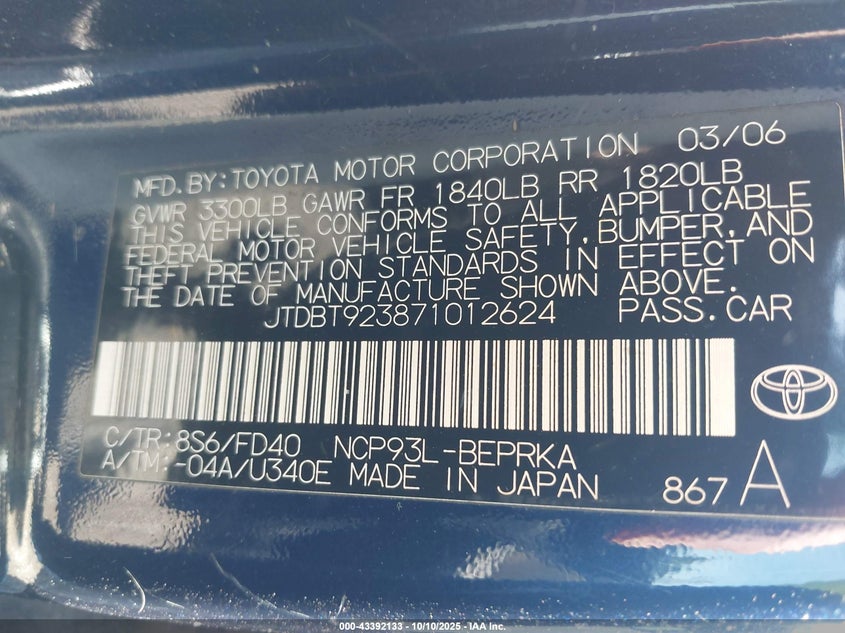 MFD.BY:TOYOTA MOTOR CORPORATION 03/06
GVWR 3300LB GAWR FR 1840LB RR 1820LB
THIS VEHICLE CONFORMS TO ALL APPLICABLE
FEDERAL MOTOR VEHICLE SAFETY,BUMPER,AND
THEFT PREVENTION STANDARDS IN EFFECT ON
THE DATE OF MANUFACTURE SHOWN ABOVE.
JTDBT923871012624 PASS.CAR
C/TR:8S6/FD40 NCP93L-BEPRKA
A/TM:-04A/U340E MADE IN JAPAN
867 A
000-43392133 - 10/10/2025 - IAA Inc.